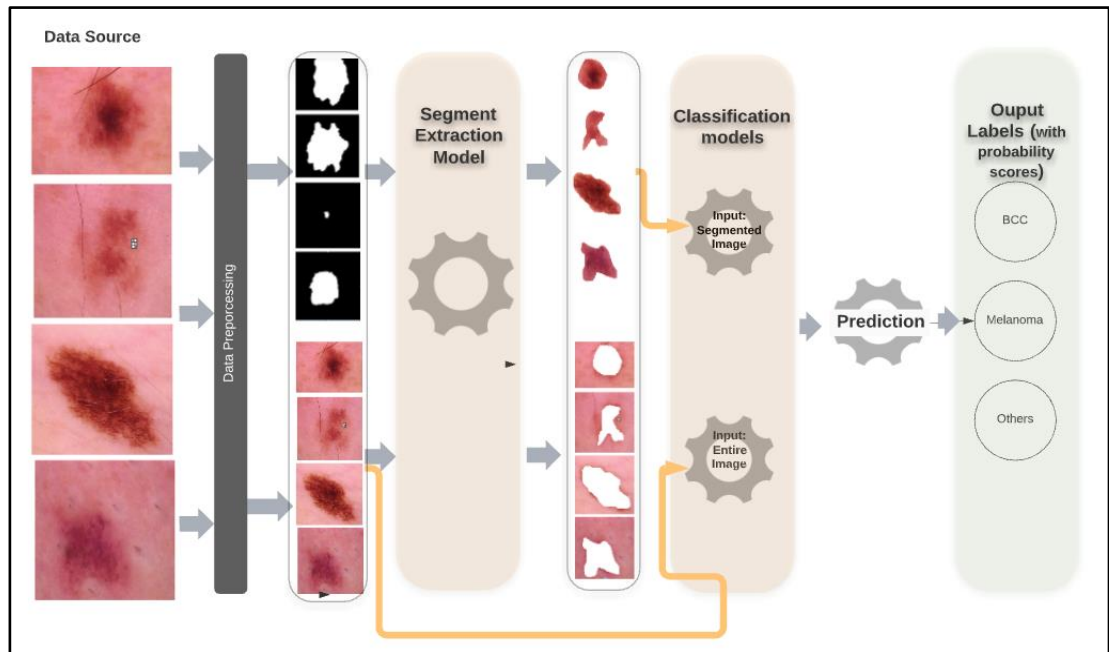 Data Source
Data Preporcessing
Segment
Extraction
Model
Classification
models
Input:
Segmented
Image
Input:
Entire
Image
Prediction
Ouput
Labels (with
probability
scores)
BCC
Melanoma
Others